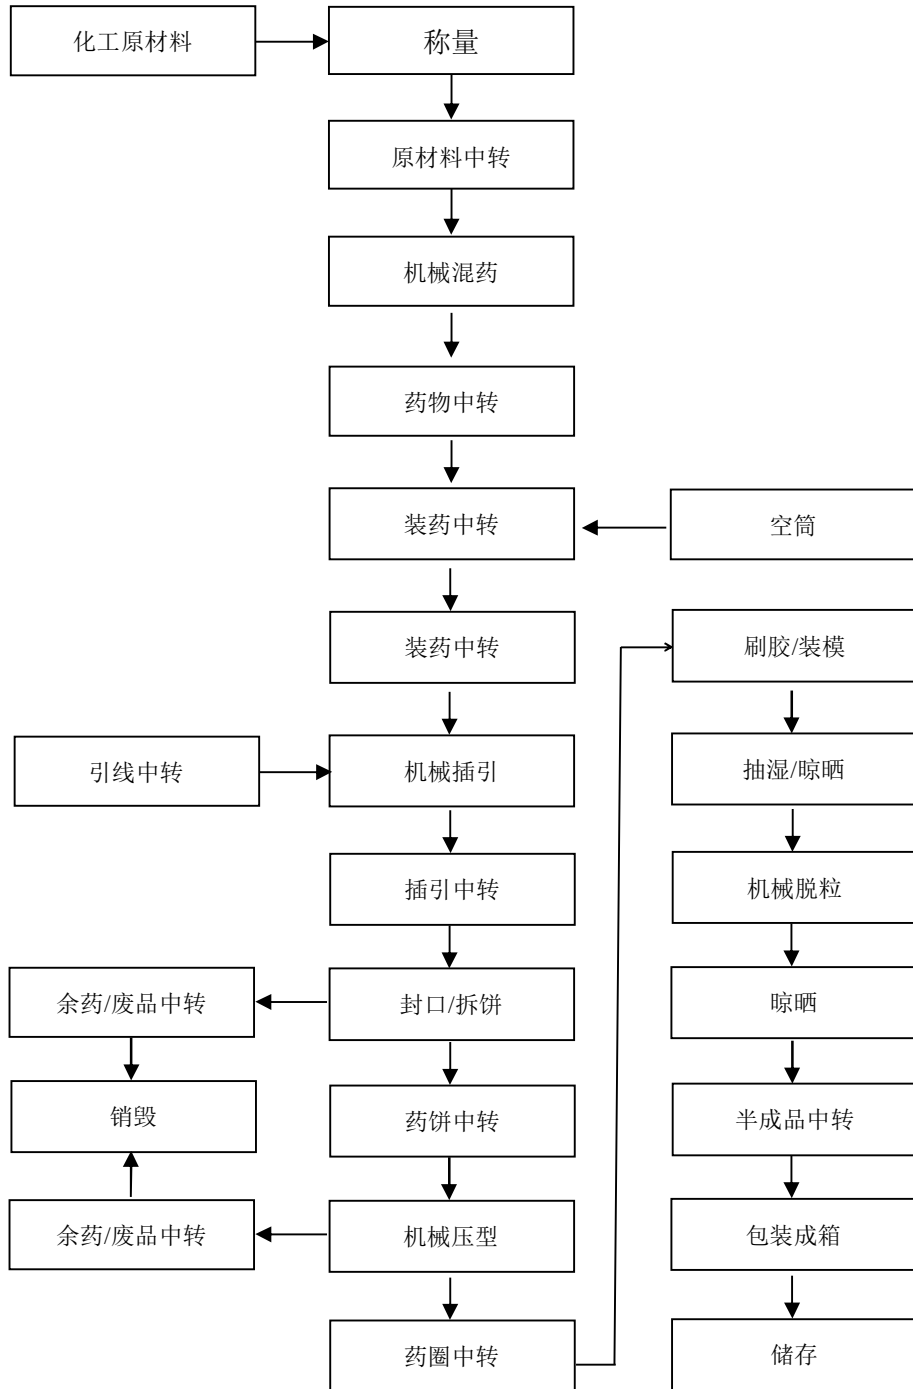 化工原材料
称量
原材料中转
机械混药
药物中转
装药中转
空筒
装药中转
刷胶/装模
引线中转
机械插引
抽湿/晾晒
插引中转
机械脱粒
余药/废品中转
封口/拆饼
晾晒
销毁
药饼中转
半成品中转
余药/废品中转
机械压型
包装成箱
药圈中转
储存